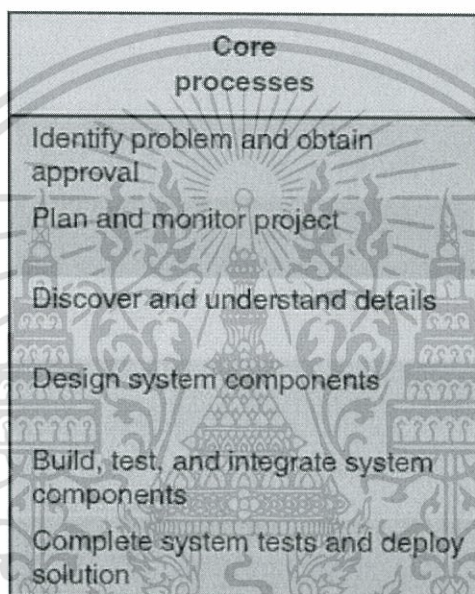 Core
processes
Identify problem and obtain
approval
Plan and monitor project
Discover and understand details
Design system components
Build, test, and integrate system
components
Complete system tests and deploy
solution